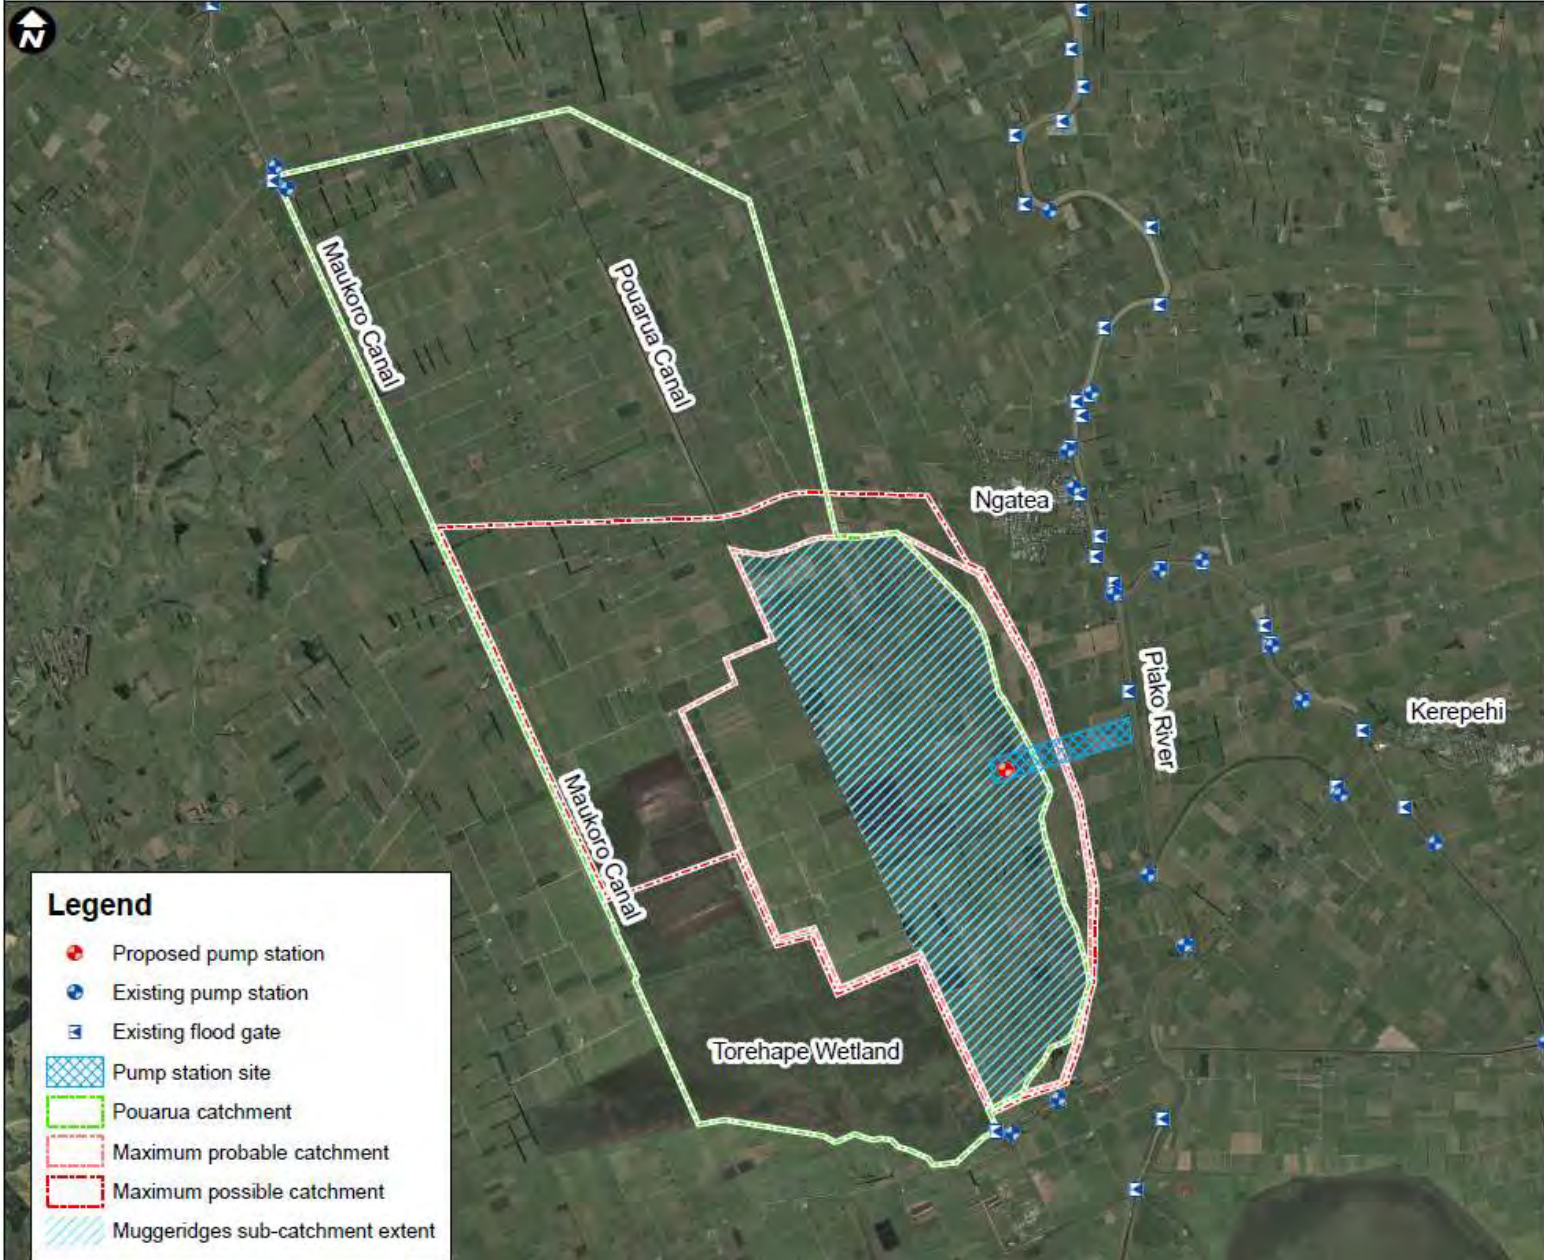 N
Maukoro Canal
Pouarua Canal
Ngatea
Piako River
Kerepehi
Maukoro Canal
Torehape Wetland
Legend
Proposed pump station
Existing pump station
Existing flood gate
Pump station site
Pouarua catchment
Maximum probable catchment
Maximum possible catchment
Muggeridges sub-catchment extent